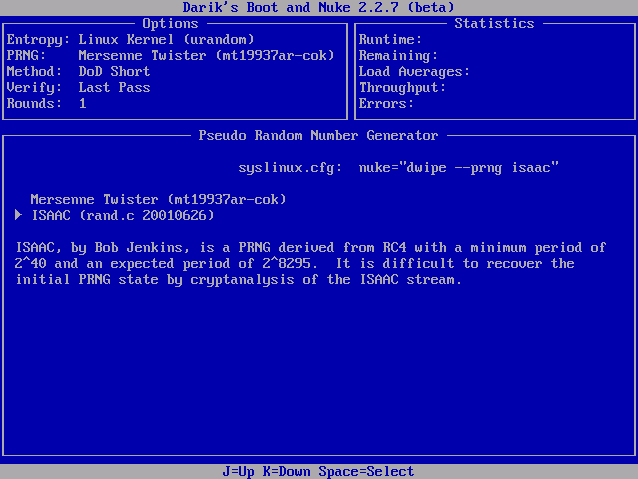 Darik's Boot and Nuke 2.2.7 (beta)
Options
Entropy: Linux Kernel (urandom)
PRNG: Mersenne Twister (mt19937ar-cok)
Method: DoD Short
Verify: Last Pass
Rounds: 1
Statistics
Runtime:
Remaining:
Load Averages:
Throughput:
Errors:
Pseudo Random Number Generator
syslinux.cfg: nuke="dwipe --prng isaac"
Mersenne Twister (mt19937ar-cok)
ISAAC (rand.c 20010626)
ISAAC, by Bob Jenkins, is a PRNG derived from RC4 with a minimum period of
2^40 and an expected period of 2^8295. It is difficult to recover the
initial PRNG state by cryptanalysis of the ISAAC stream.
J=Up K=Down Space=Select